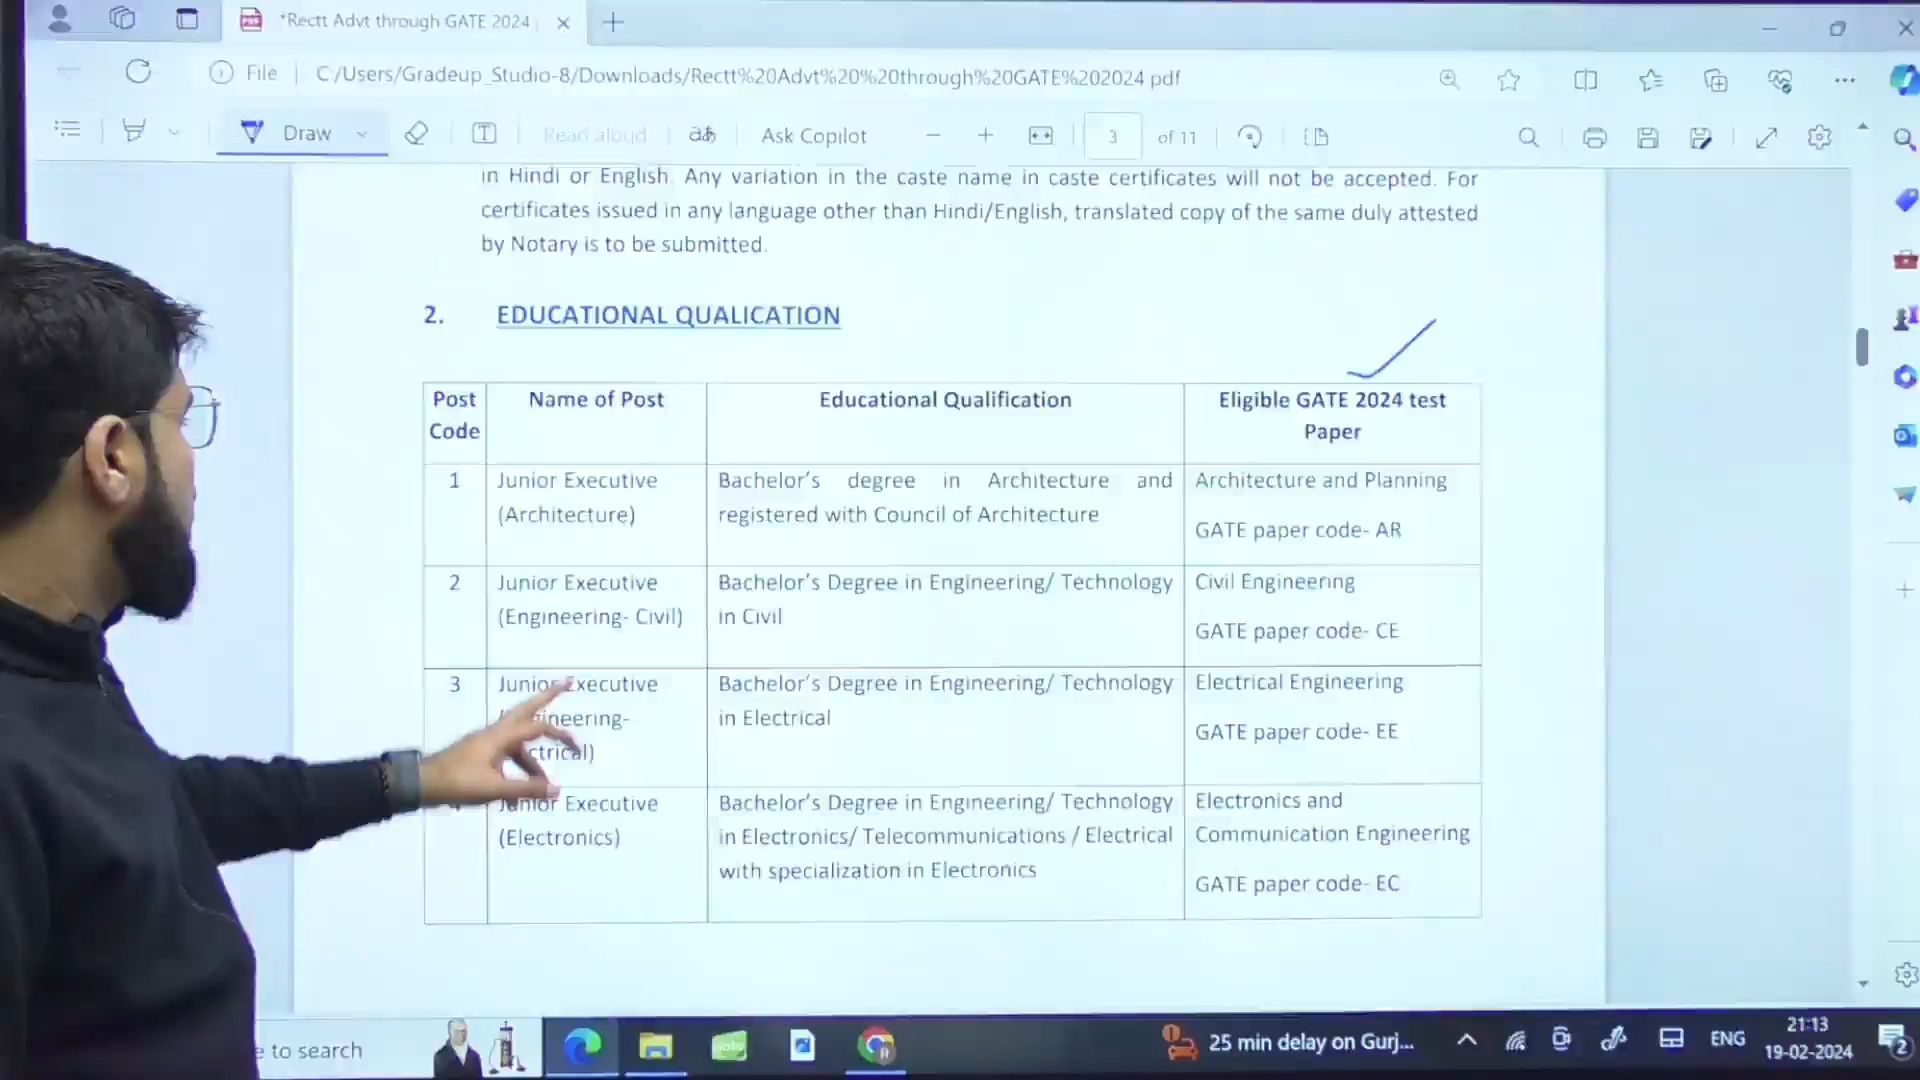 *Rectt Advt through GATE 2024
File
C:/Users/Gradeup_Studio-8/Downloads/Rectt%20Advt%20%20through%20GATE%202024.pdf
Draw
Read aloud
Ask Copilot
3
of 11
in Hindi or English. Any variation in the caste name in caste certificates will not be accepted. For
certificates issued in any language other than Hindi/English, translated copy of the same duly attested
by Notary is to be submitted.
2. EDUCATIONAL QUALICATION
Post Code
Name of Post
Educational Qualification
Eligible GATE 2024 test Paper
1
Junior Executive
(Architecture)
Bachelor's degree in Architecture and
registered with Council of Architecture
Architecture and Planning
GATE paper code- AR
2
Junior Executive
(Engineering- Civil)
Bachelor's Degree in Engineering/ Technology
in Civil
Civil Engineering
GATE paper code- CE
3
Junior Executive
Bachelor's Degree in Engineering/ Technology
in Electrical
Electrical Engineering
GATE paper code- EE
Junior Executive
(Electronics)
Bachelor's Degree in Engineering/ Technology
in Electronics/ Telecommunications / Electrical
with specialization in Electronics
Electronics and
Communication Engineering
GATE paper code- EC
e to search
25 min delay on Gurj...
ENG
21:13
19-02-2024
2